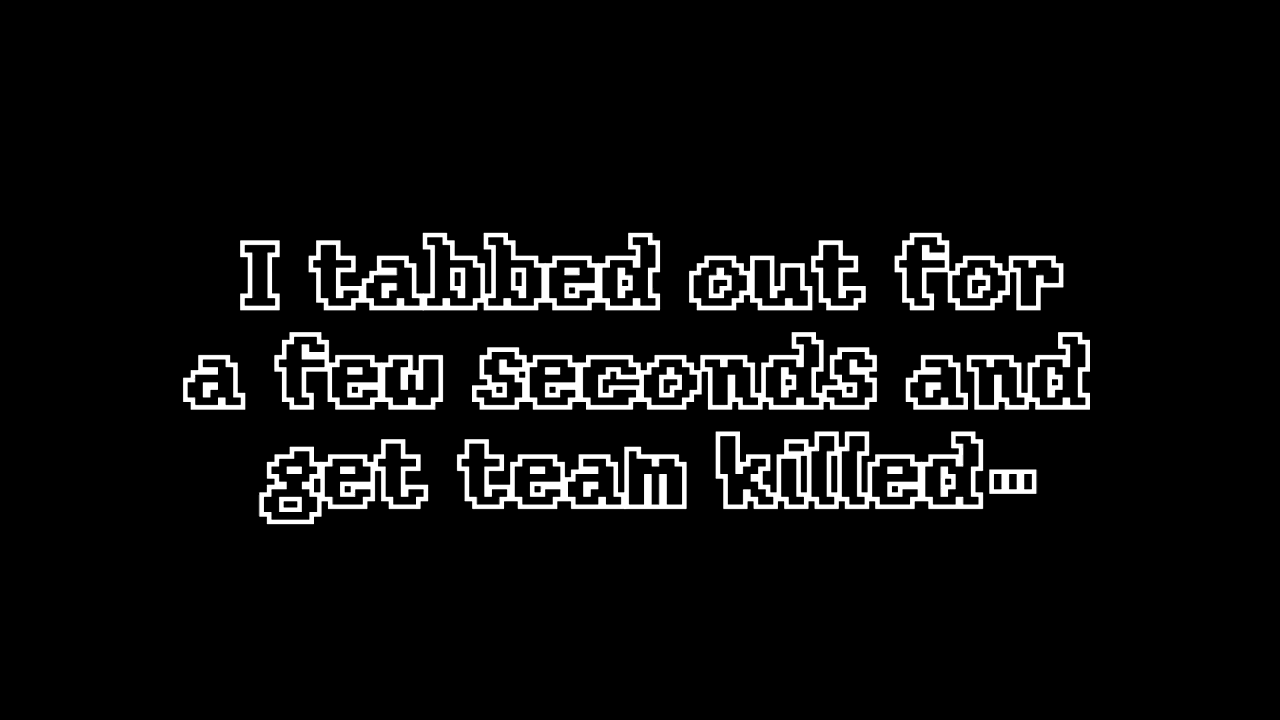 I tabbed out for
a few seconds and
get team killed…